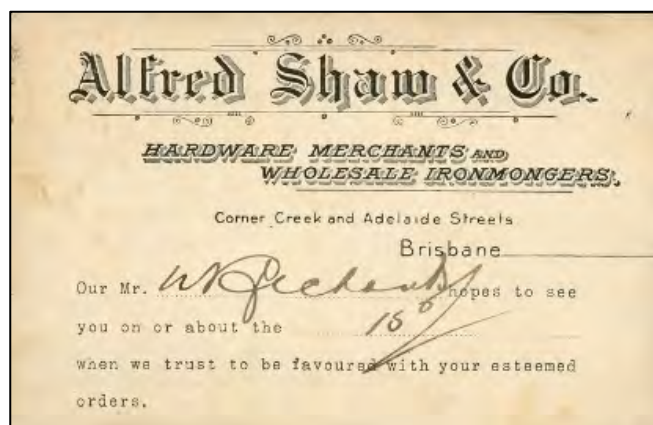 Alfred Shaw & Co.
HARDWARE MERCHANTS AND
WHOLESALE IRONMONGERS.
Corner Creek and Adelaide Streets
Brisbane
Our Mr. hopes to see
you on or about the 15
when we trust to be favoured with your esteemed
orders.